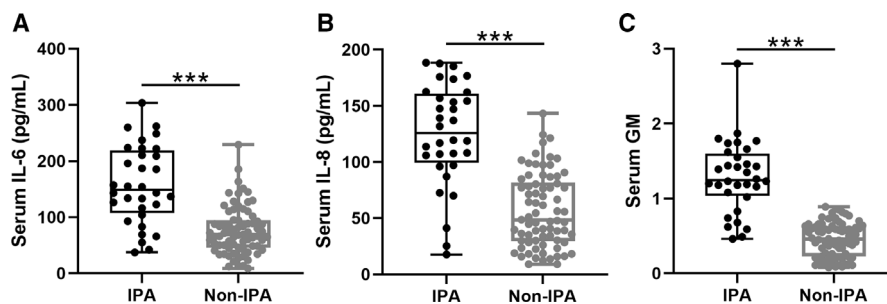 A
Serum IL-6 (pg/mL)
400
300
200
100
0
***
IPA
Non-IPA
B
Serum IL-8 (pg/mL)
200
150
100
50
0
***
IPA
Non-IPA
C
Serum GM
3
2
1
0
***
IPA
Non-IPA